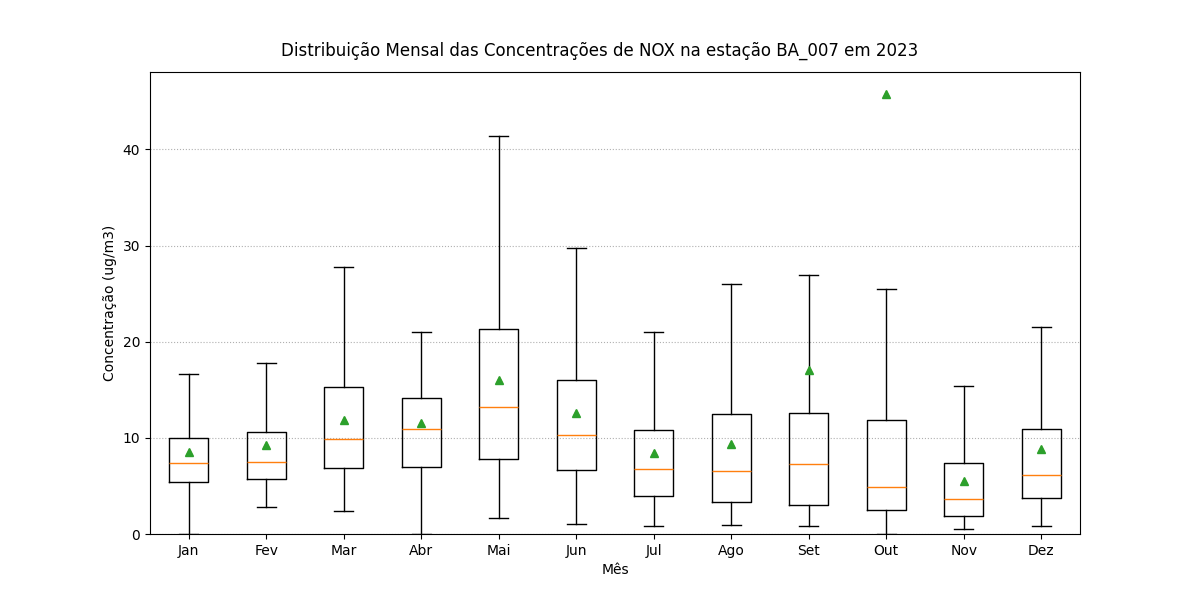 Distribuição Mensal das Concentrações de NOX na estação BA_007 em 2023
Concentração (ug/m3)
40
30
20
10
0
Jan Fev Mar Abr Mai Jun Jul Ago Set Out Nov Dez
Mês